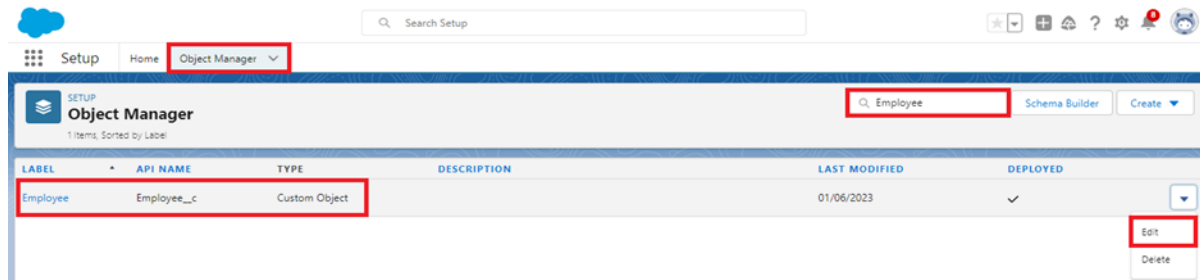 Search Setup
8
Setup Home Object Manager
SETUP
Object Manager
1 Items, Sorted by Label
Employee
Schema Builder
Create
LABEL API NAME TYPE DESCRIPTION LAST MODIFIED DEPLOYED
Employee Employee__c Custom Object 01/06/2023
Edit
Delete